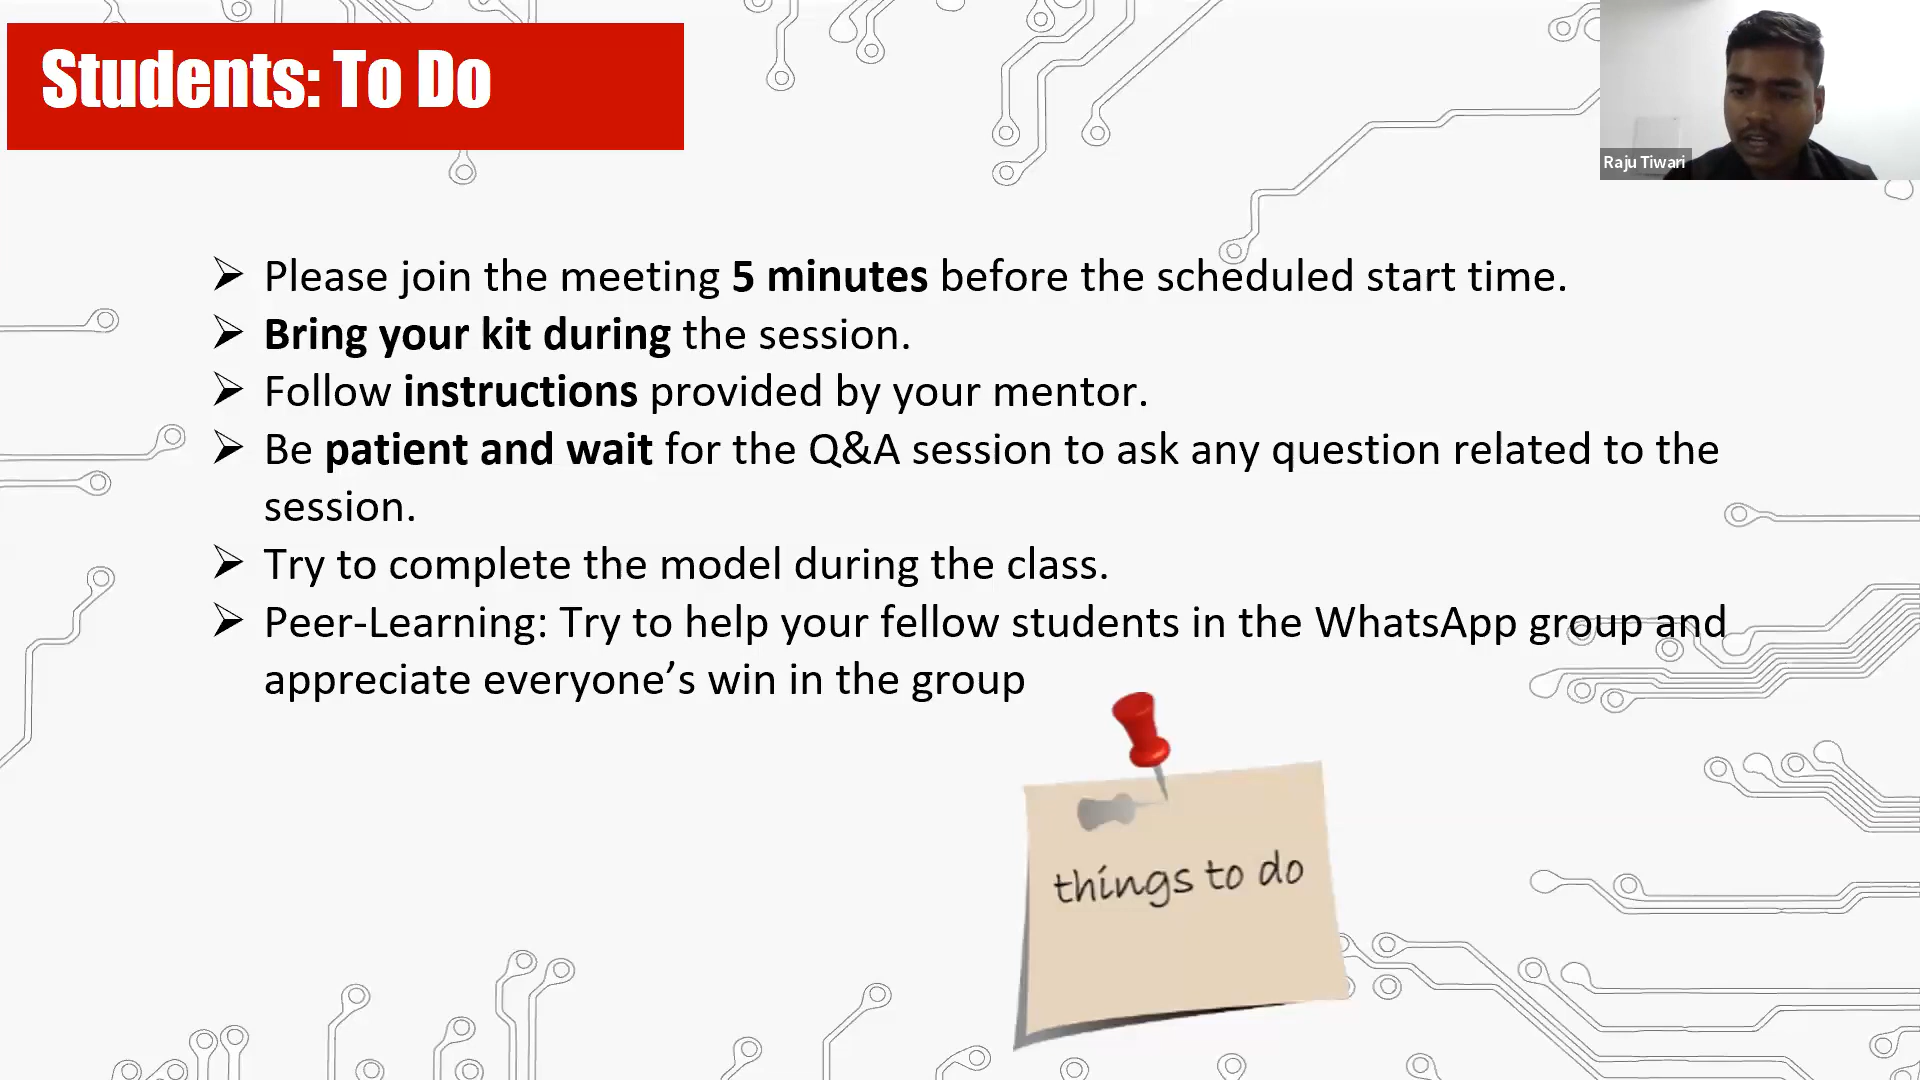 Students: To Do
Raju Tiwari
Please join the meeting 5 minutes before the scheduled start time.
Bring your kit during the session.
Follow instructions provided by your mentor.
Be patient and wait for the Q&A session to ask any question related to the
session.
Try to complete the model during the class.
Peer-Learning: Try to help your fellow students in the WhatsApp group and
appreciate everyone’s win in the group
things to do